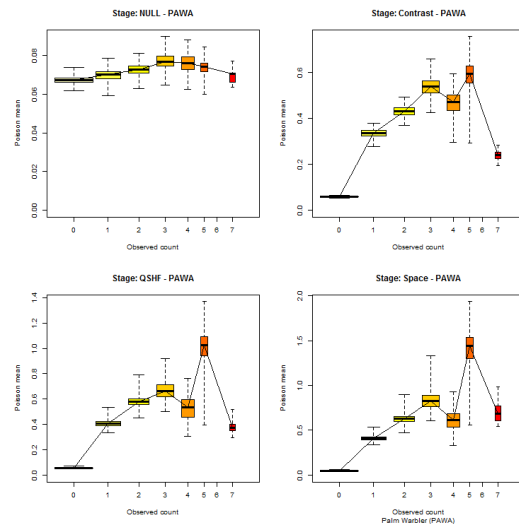 Stage: NULL - PAWA
Poisson mean
0.00 0.02 0.04 0.06 0.08
0 1 2 3 4 5 6 7
Observed count
Stage: Contrast - PAWA
Poisson mean
0.0 0.2 0.4 0.6
0 1 2 3 4 5 6 7
Observed count
Stage: QSHF - PAWA
Poisson mean
0.0 0.2 0.4 0.6 0.8 1.0 1.2 1.4
0 1 2 3 4 5 6 7
Observed count
Stage: Space - PAWA
Poisson mean
0.0 0.5 1.0 1.5 2.0
0 1 2 3 4 5 6 7
Observed count
Palm Warbler (PAWA)